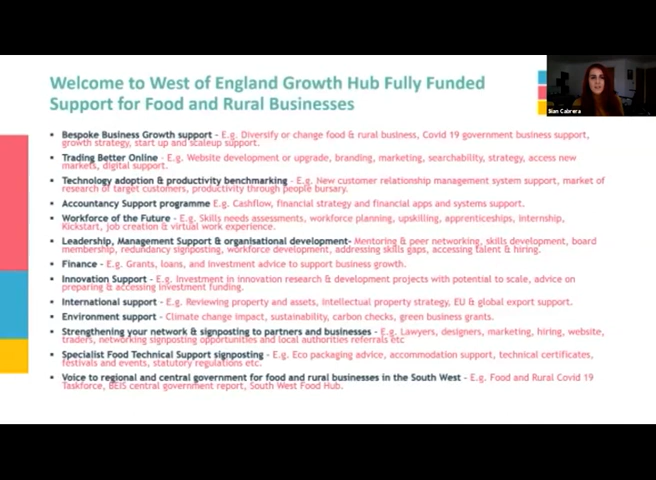 Welcome to West of England Growth Hub Fully Funded
Support for Food and Rural Businesses
Sian Cabrera
Bespoke Business Growth support - E.g. Diversify or change food & rural business, Covid 19 government business support,
growth strategy, start up and scaleup support.
Trading Better Online - E.g. Website development or upgrade, branding, marketing, searchability, strategy, access new
markets, digital support.
Technology adoption & productivity benchmarking - E.g. New customer relationship management system support, market of
research of target customers, productivity through people bursary.
Accountancy Support programme E.g. Cashflow, financial strategy and financial apps and systems support.
Workforce of the Future - E.g. Skills needs assessments, workforce planning, upskilling, apprenticeships, internship,
Kickstart, job creation & virtual work experience.
Leadership, Management Support & organisational development- Mentoring & peer networking, skills development, board
membership, redundancy signposting, workforce development, addressing skills gaps, accessing talent & hiring.
Finance - E.g. Grants, loans, and investment advice to support business growth.
Innovation Support - E.g. Investment in innovation research & development projects with potential to scale, advice on
preparing & accessing investment funding.
International support - E.g. Reviewing property and assets, intellectual property strategy, EU & global export support.
Environment support - Climate change impact, sustainability, carbon checks, green business grants.
Strengthening your network & signposting to partners and businesses - E.g. Lawyers, designers, marketing, hiring, website,
traders, networking signposting opportunities and local authorities referrals etc
Specialist Food Technical Support signposting - E.g. Eco packaging advice, accommodation support, technical certificates,
festivals and events, statutory regulations etc.
Voice to regional and central government for food and rural businesses in the South West - E.g. Food and Rural Covid 19
Taskforce, BEIS central government report, South West Food Hub.